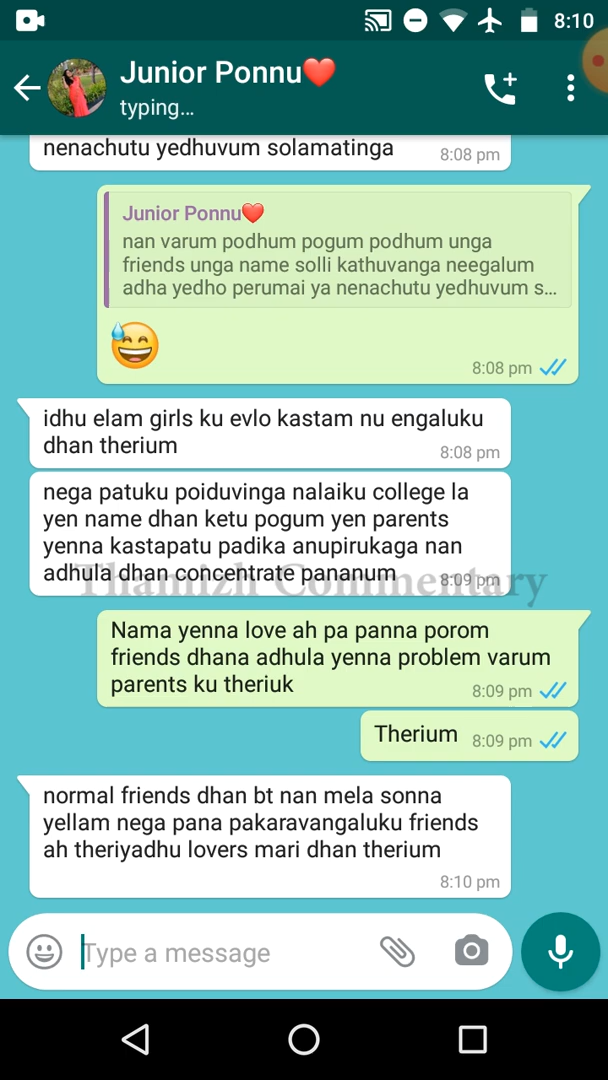 8:10
Junior Ponnu❤️
typing...
nenachutu yedhuvum solamatinga
8:08 pm
Junior Ponnu❤️
nan varum podhum pogum podhum unga
friends unga name solli kathuvanga neegalum
adha yedho perumai ya nenachutu yedhuvum s...
😅
8:08 pm
idhu elam girls ku evlo kastam nu engaluku
dhan therium
8:08 pm
nega patuku poiduvinga nalaiku college la
yen name dhan ketu pogum yen parents
yenna kastapatu padika anupirukaga nan
adhula dhan concentrate pananum
8:09 pm
Thamizh Commentary
Nama yenna love ah pa panna porom
friends dhana adhula yenna problem varum
parents ku theriuk
8:09 pm
Therium
8:09 pm
normal friends dhan bt nan mela sonna
yellam nega pana pakaravangaluku friends
ah theriyadhu lovers mari dhan therium
8:10 pm
Type a message